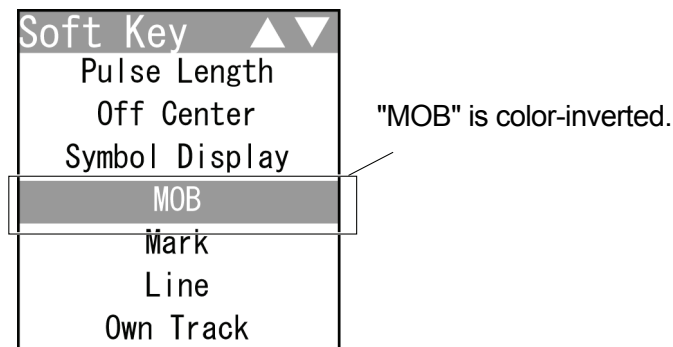 Soft Key ▲▼
Pulse Length
Off Center
Symbol Display
MOB
Mark
Line
Own Track
"MOB" is color-inverted.